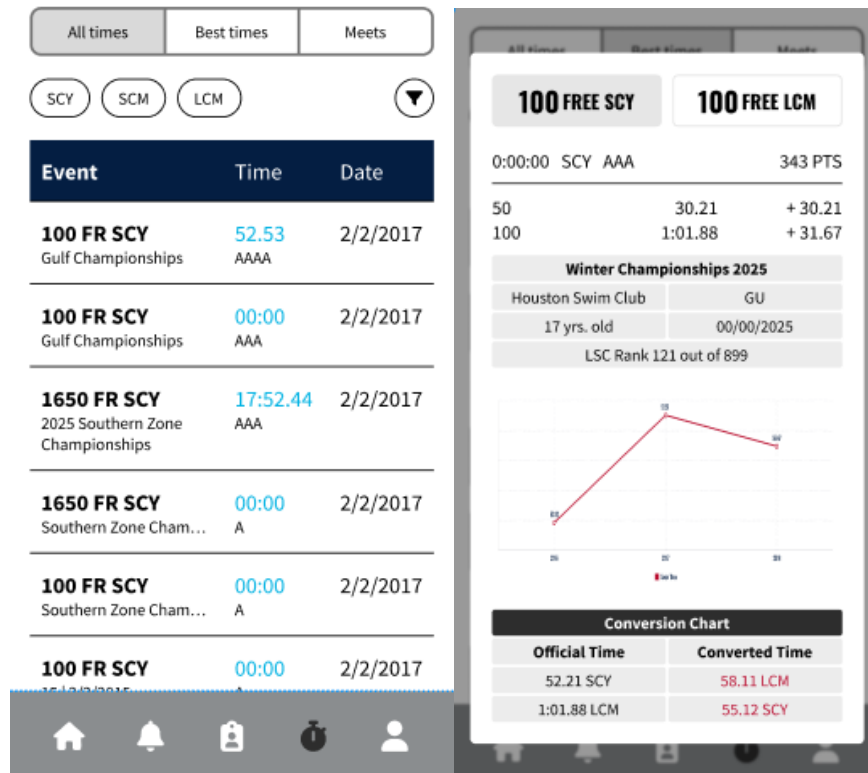 All times Best times Meets
SCY SCM LCM
Event Time Date
100 FR SCY 52.53 2/2/2017
Gulf Championships AAAA
100 FR SCY 00:00 2/2/2017
Gulf Championships AAA
1650 FR SCY 17:52.44 2/2/2017
2025 Southern Zone AAA
Championships
1650 FR SCY 00:00 2/2/2017
Southern Zone Cham... A
100 FR SCY 00:00 2/2/2017
Southern Zone Cham... A
100 FR SCY 00:00 2/2/2017
All times Best times Meets
100 FREE SCY 100 FREE LCM
0:00:00 SCY AAA 343 PTS
50 30.21 + 30.21
100 1:01.88 + 31.67
Winter Championships 2025
Houston Swim Club GU
17 yrs. old 00/00/2025
LSC Rank 121 out of 899
Conversion Chart
Official Time Converted Time
52.21 SCY 58.11 LCM
1:01.88 LCM 55.12 SCY